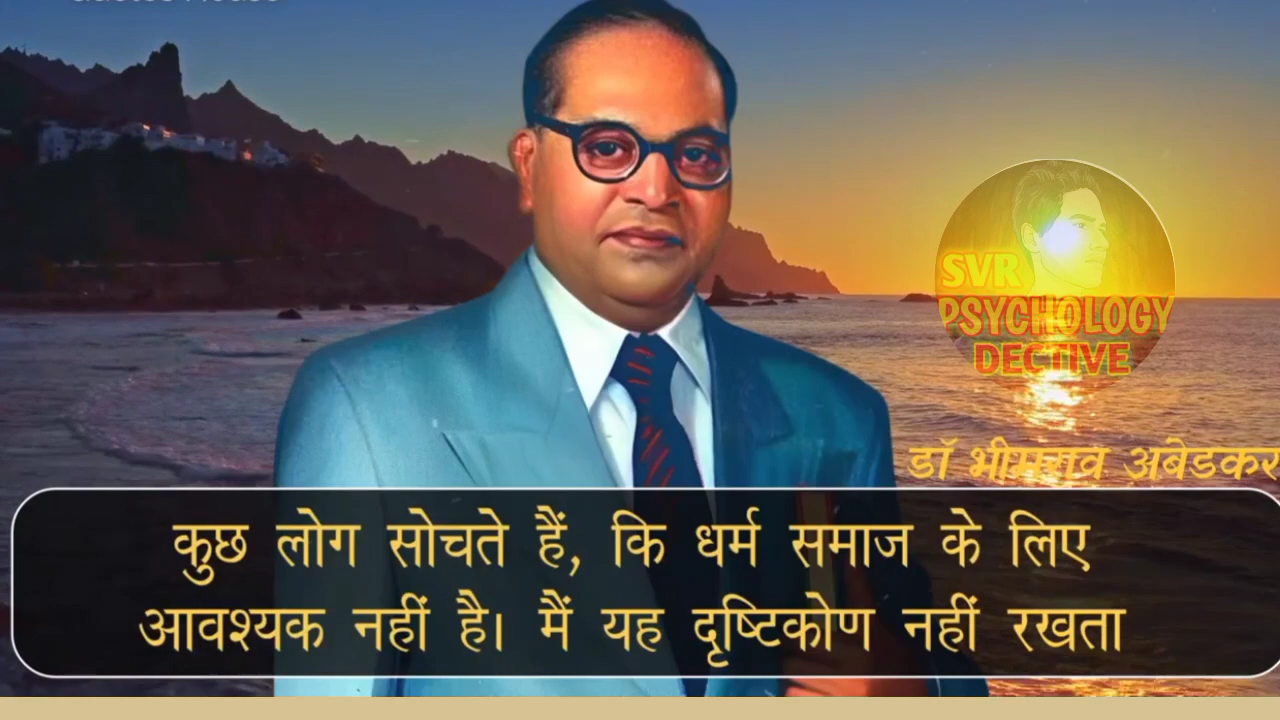 SVR
PSYCHOLOGY
DECTIVE
डॉ भीमराव अबेडकर
कुछ लोग सोचते हैं, कि धर्म समाज के लिए
आवश्यक नहीं है। मैं यह दृष्टिकोण नहीं रखता